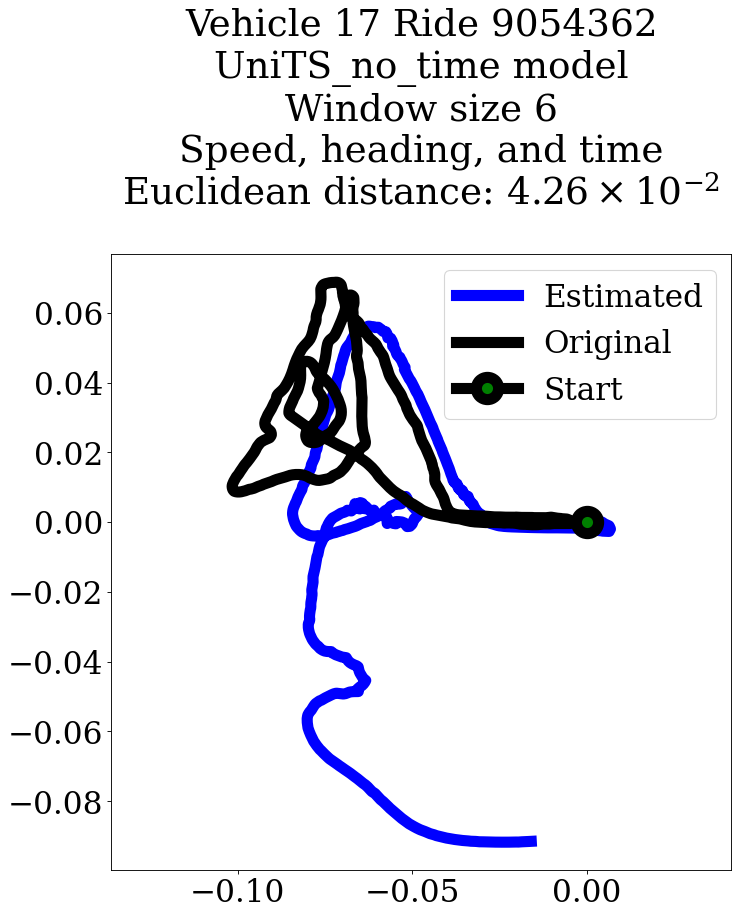 Vehicle 17 Ride 9054362
UniTS_no_time model
Window size 6
Speed, heading, and time
Euclidean distance: 4.26 × 10⁻²
Estimated
Original
Start
0.06
0.04
0.02
0.00
−0.02
−0.04
−0.06
−0.08
−0.10
−0.05
0.00